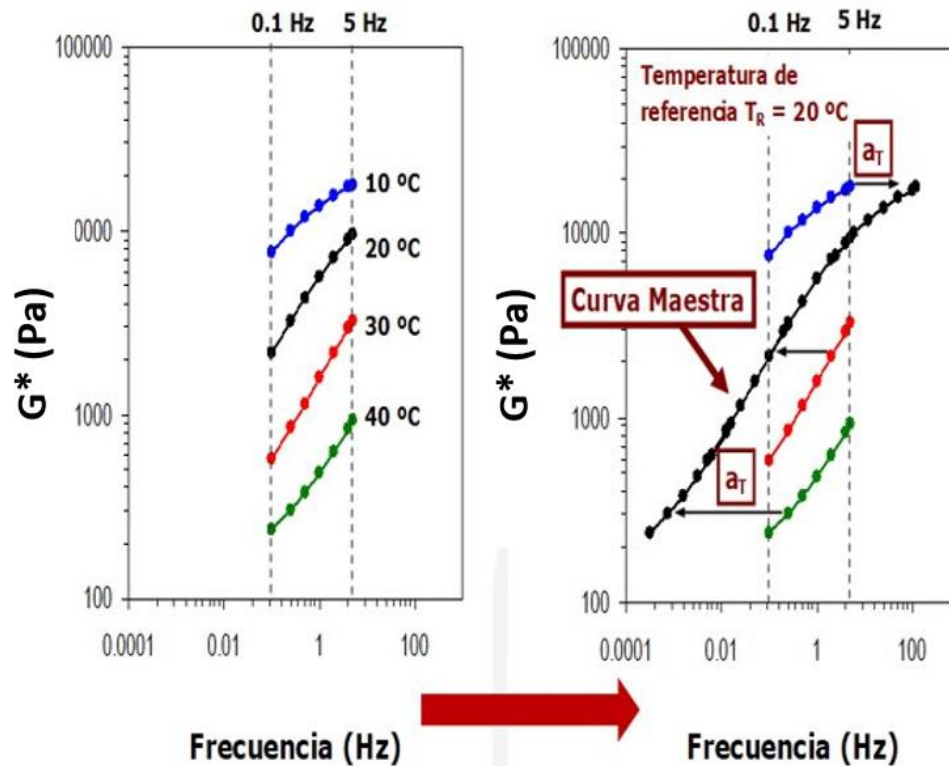 0.1 Hz 5 Hz
100000
0000
1000
100
10 ºC
20 ºC
30 ºC
40 ºC
G* (Pa)
0.0001 0.01 1 100
Frecuencia (Hz)
0.1 Hz 5 Hz
100000
10000
1000
100
Temperatura de
referencia TR = 20 ºC
aT
Curva Maestra
aT
G* (Pa)
0.0001 0.01 1 100
Frecuencia (Hz)